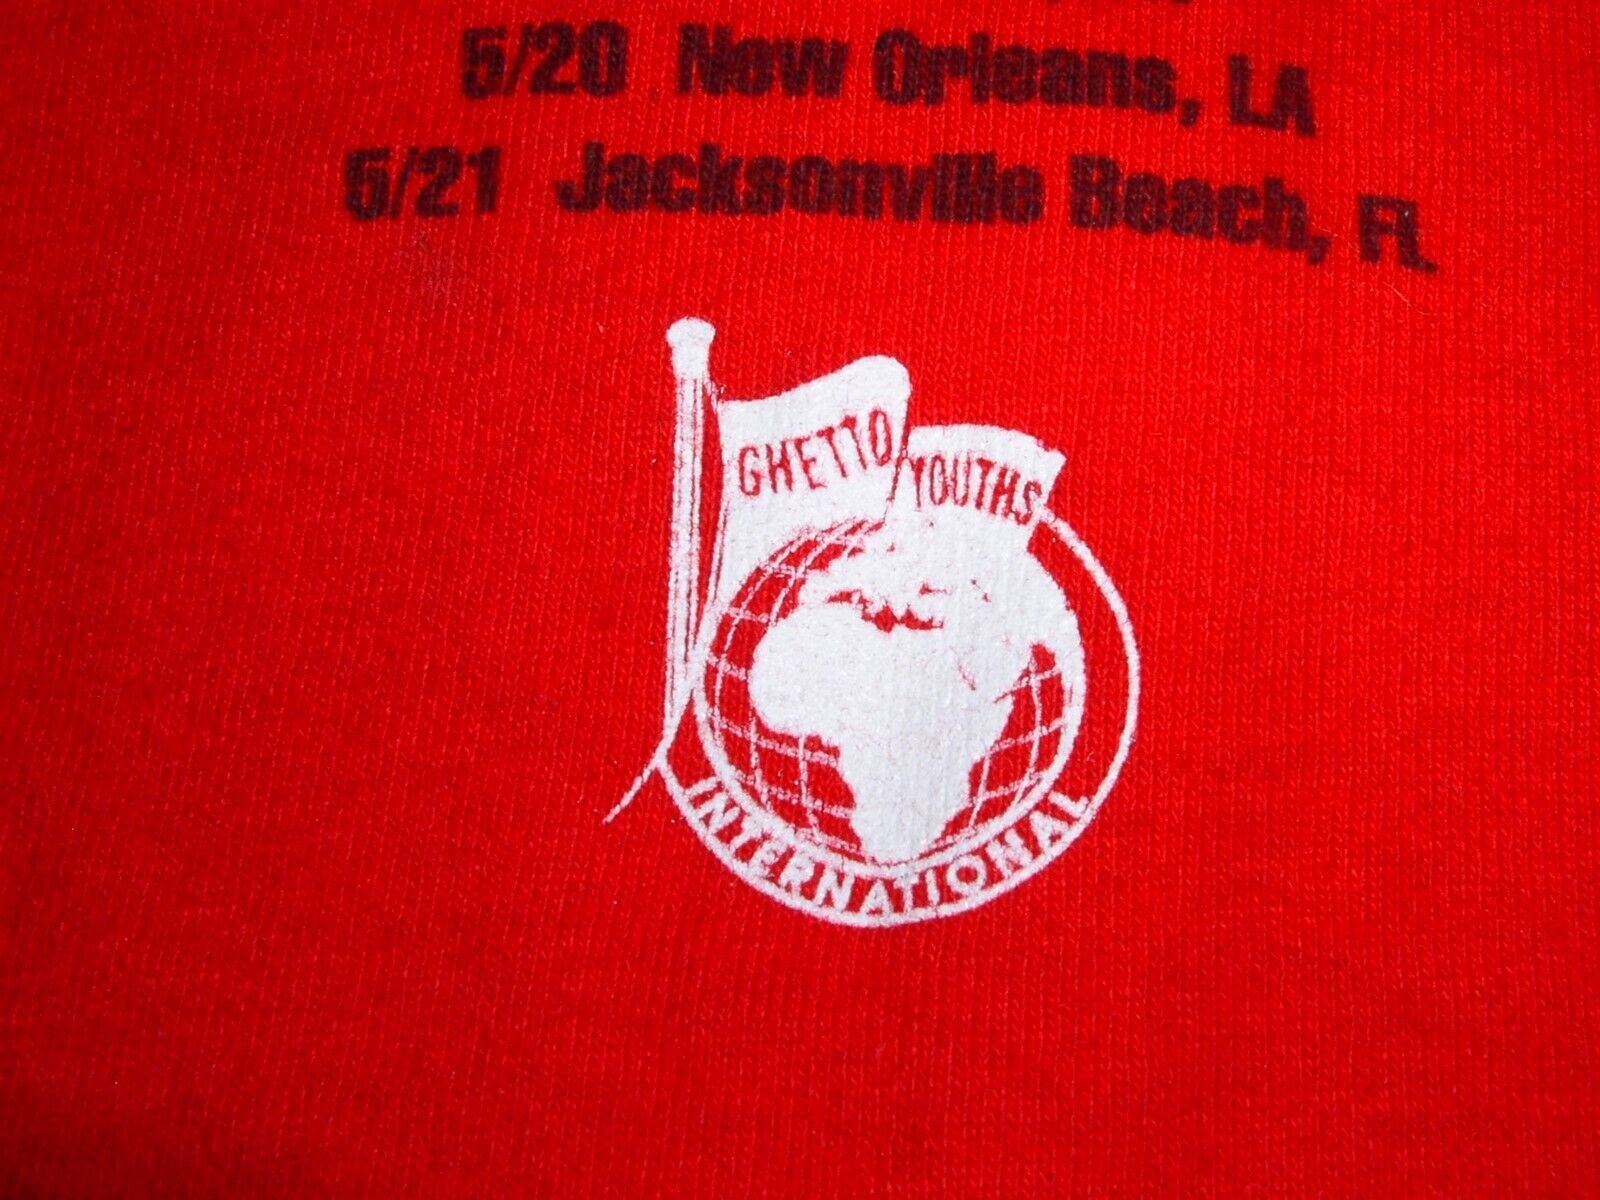 5/20 New Orleans, LA
5/21 Jacksonville Beach, FL
GHETTO YOUTHS
INTERNATIONAL